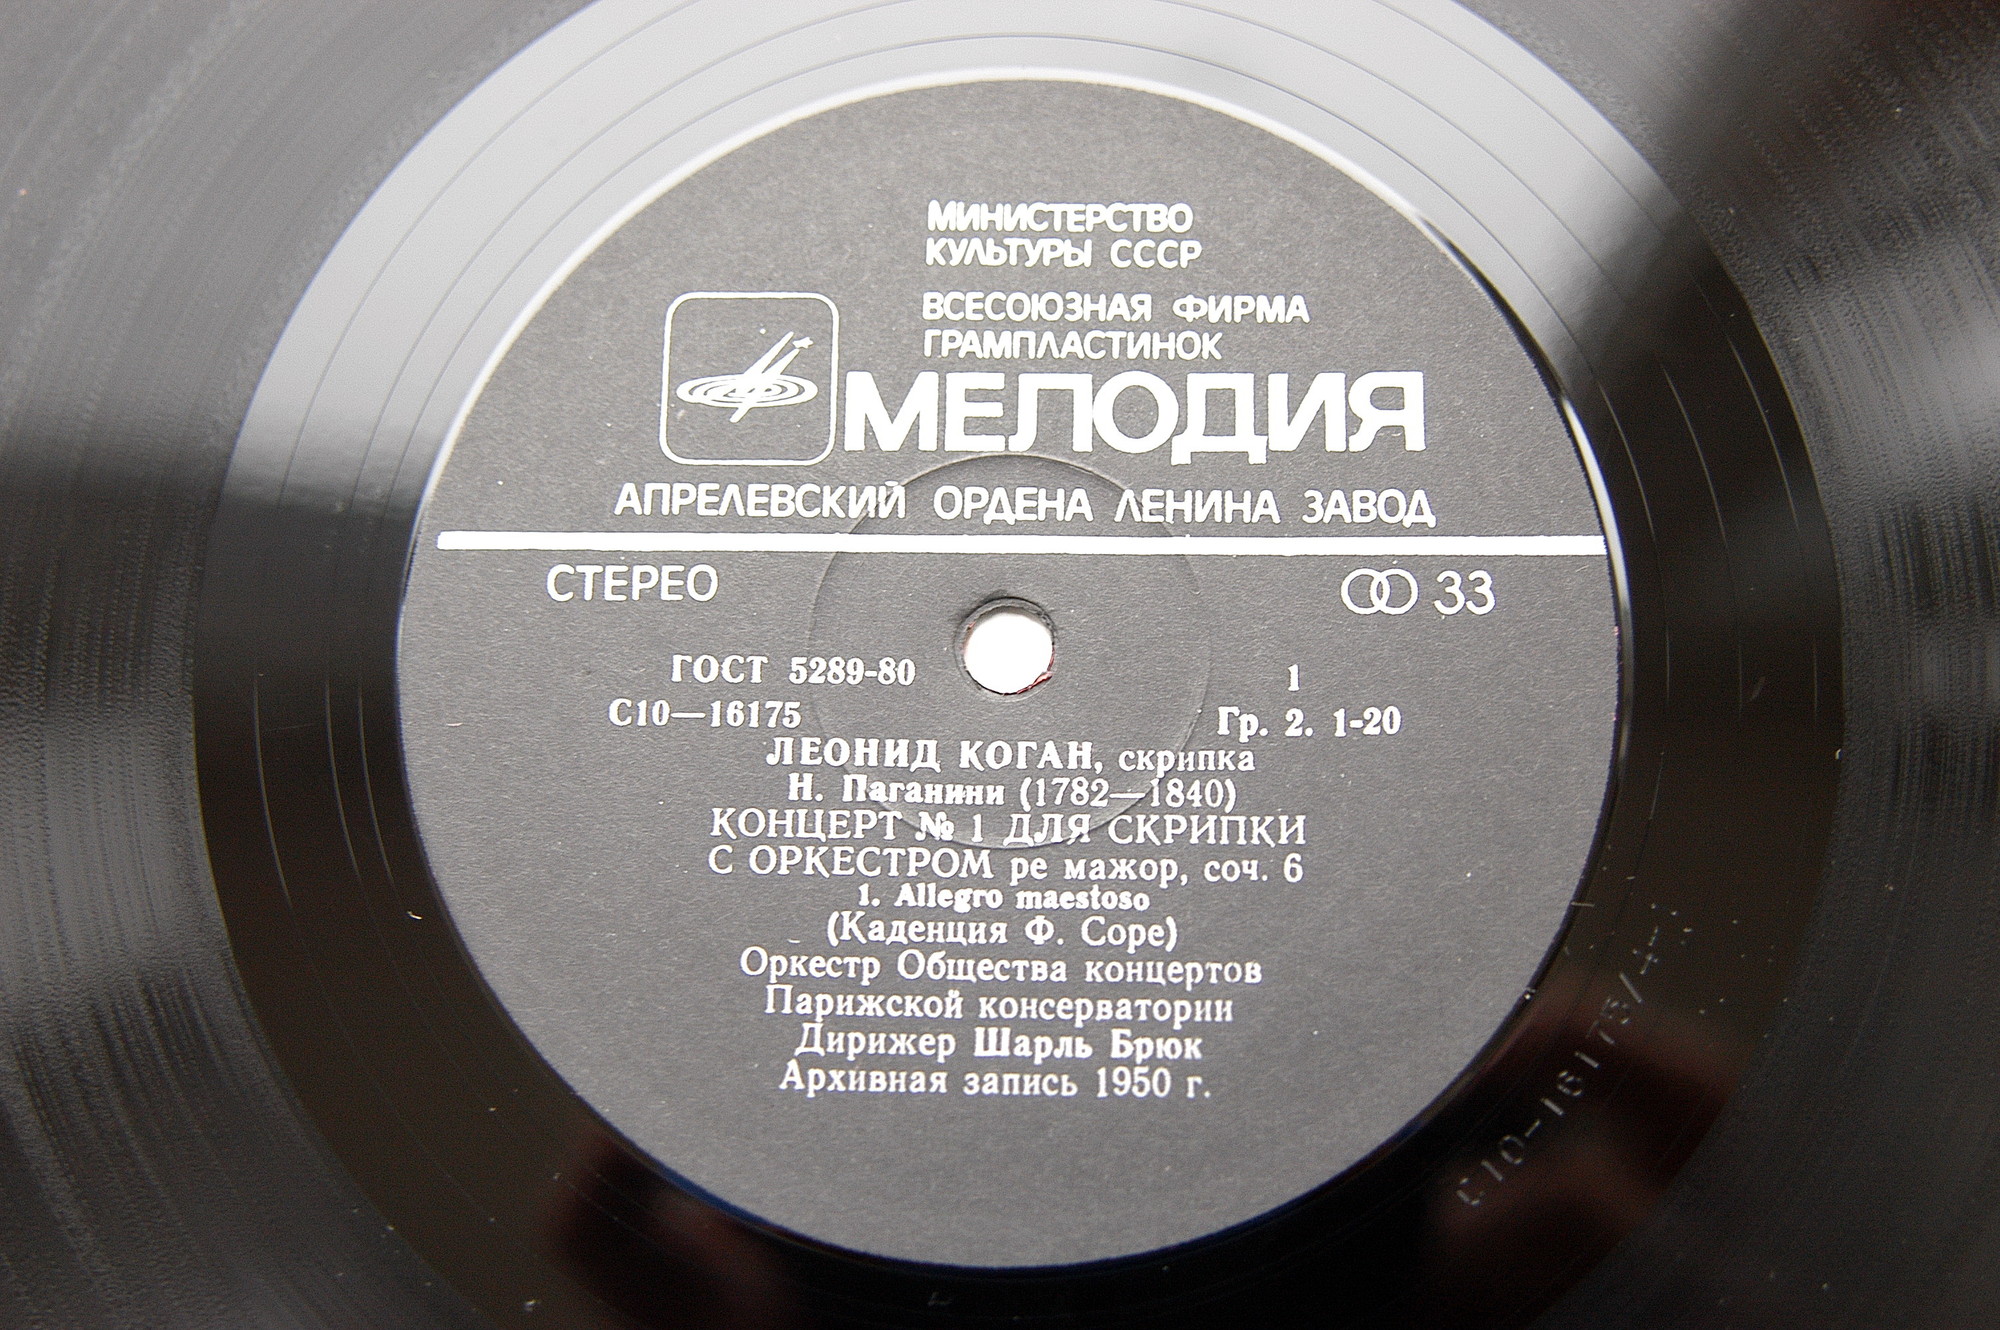 МИНИСТЕРСТВО
КУЛЬТУРЫ СССР
ВСЕСОЮЗНАЯ ФИРМА
ГРАМПЛАСТИНОК
МЕЛОДИЯ
АПРЕЛЕВСКИЙ ОРДЕНА ЛЕНИНА ЗАВОД
СТЕРЕО 33
ГОСТ 5289-80 1
С10—16175 Гр. 2. 1-20
ЛЕОНИД КОГАН, скрипка
Н. Паганини (1782—1840)
КОНЦЕРТ № 1 ДЛЯ СКРИПКИ
С ОРКЕСТРОМ ре мажор, соч. 6
1. Allegro maestoso
(Каденция Ф. Соре)
Оркестр Общества концертов
Парижской консерватории
Дирижер Шарль Брюк
Архивная запись 1950 г.